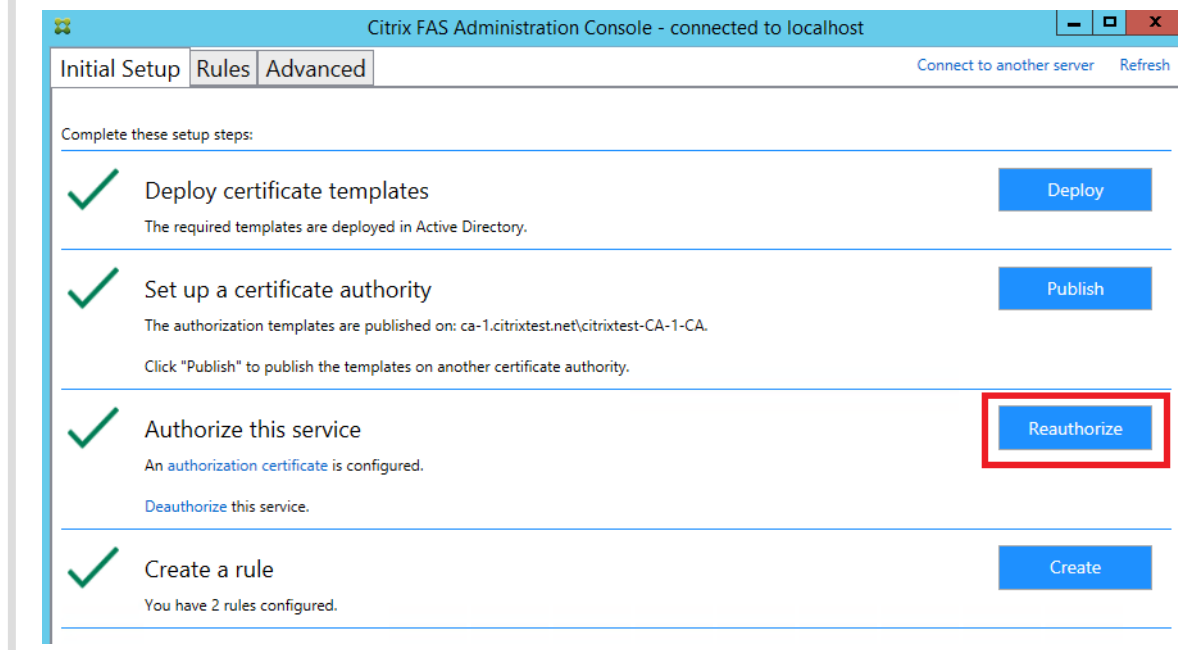 Citrix FAS Administration Console - connected to localhost
Initial Setup Rules Advanced Connect to another server Refresh
Complete these setup steps:
Deploy certificate templates
Deploy
The required templates are deployed in Active Directory.
Set up a certificate authority
Publish
The authorization templates are published on: ca-1.citrixtest.net\citrixtest-CA-1-CA.
Click "Publish" to publish the templates on another certificate authority.
Authorize this service
Reauthorize
An authorization certificate is configured.
Deauthorize this service.
Create a rule
Create
You have 2 rules configured.